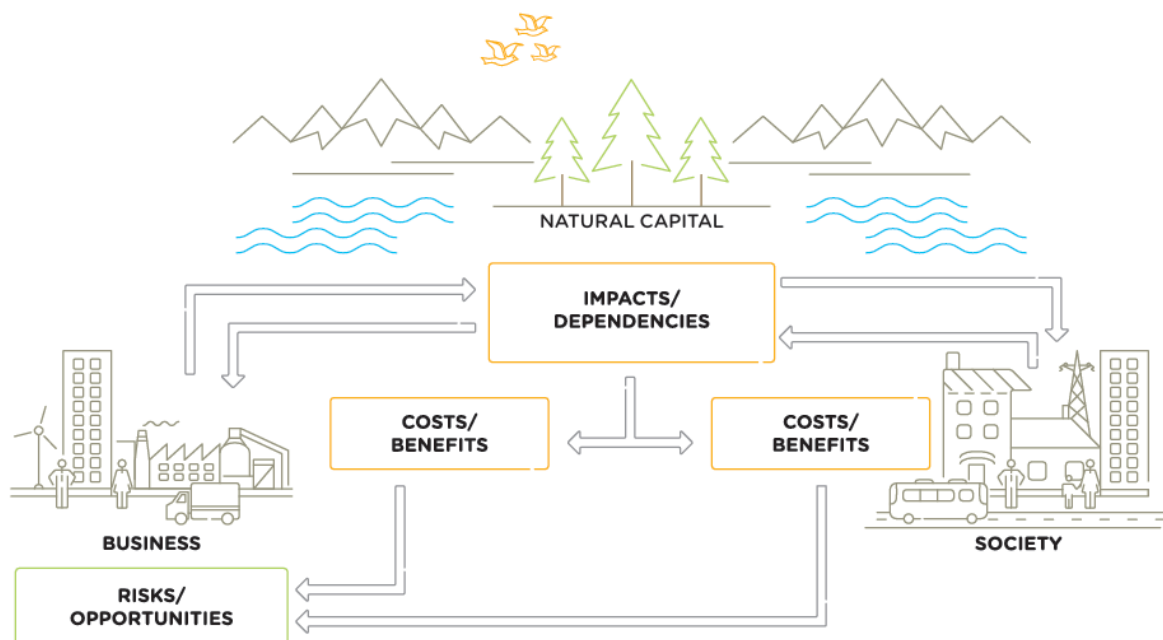 NATURAL CAPITAL
IMPACTS/
DEPENDENCIES
COSTS/
BENEFITS
COSTS/
BENEFITS
BUSINESS
SOCIETY
RISKS/
OPPORTUNITIES